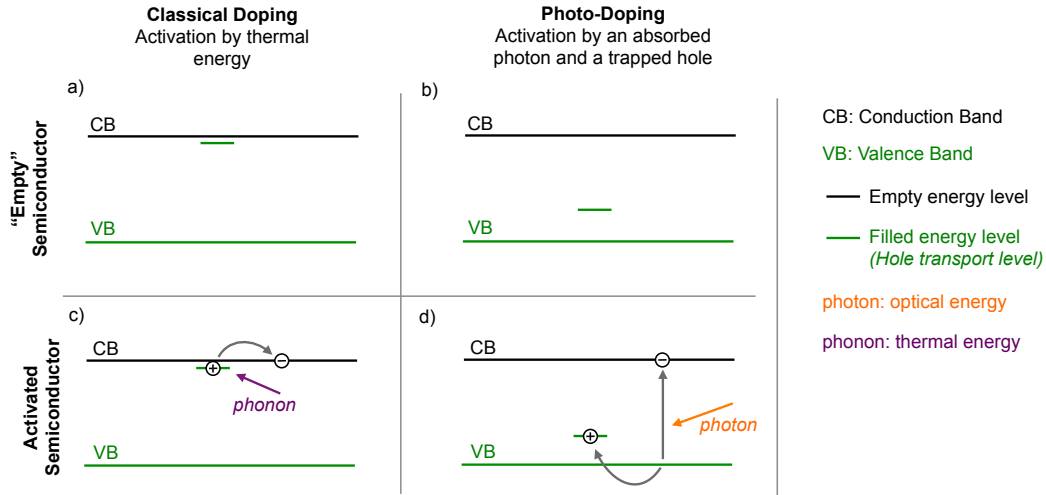 Classical Doping
Activation by thermal
energy
Photo-Doping
Activation by an absorbed
photon and a trapped hole
"Empty"
Semiconductor
a)
CB
VB
b)
CB
VB
Activated
Semiconductor
c)
CB
+
−
phonon
VB
d)
CB
−
photon
+
VB
CB: Conduction Band
VB: Valence Band
Empty energy level
Filled energy level
(Hole transport level)
photon: optical energy
phonon: thermal energy